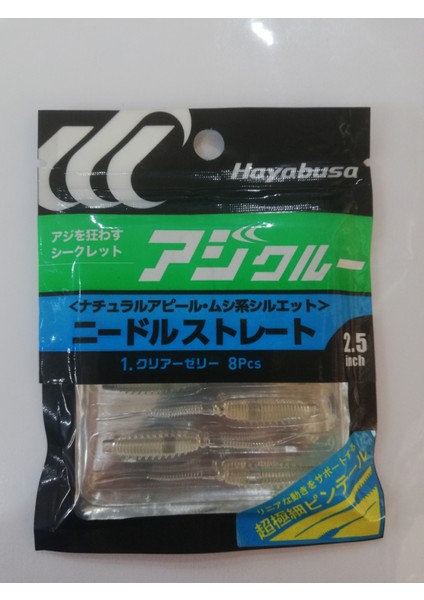 Hayabusa
アジを狂わす
シークレット
アジクルー
<ナチュラルアピール・ムシ系シルエット>
ニードルストレート
2.5
inch
1.クリアーゼリー 8Pcs
リニアな動きをサポートする
超極細ピンテール